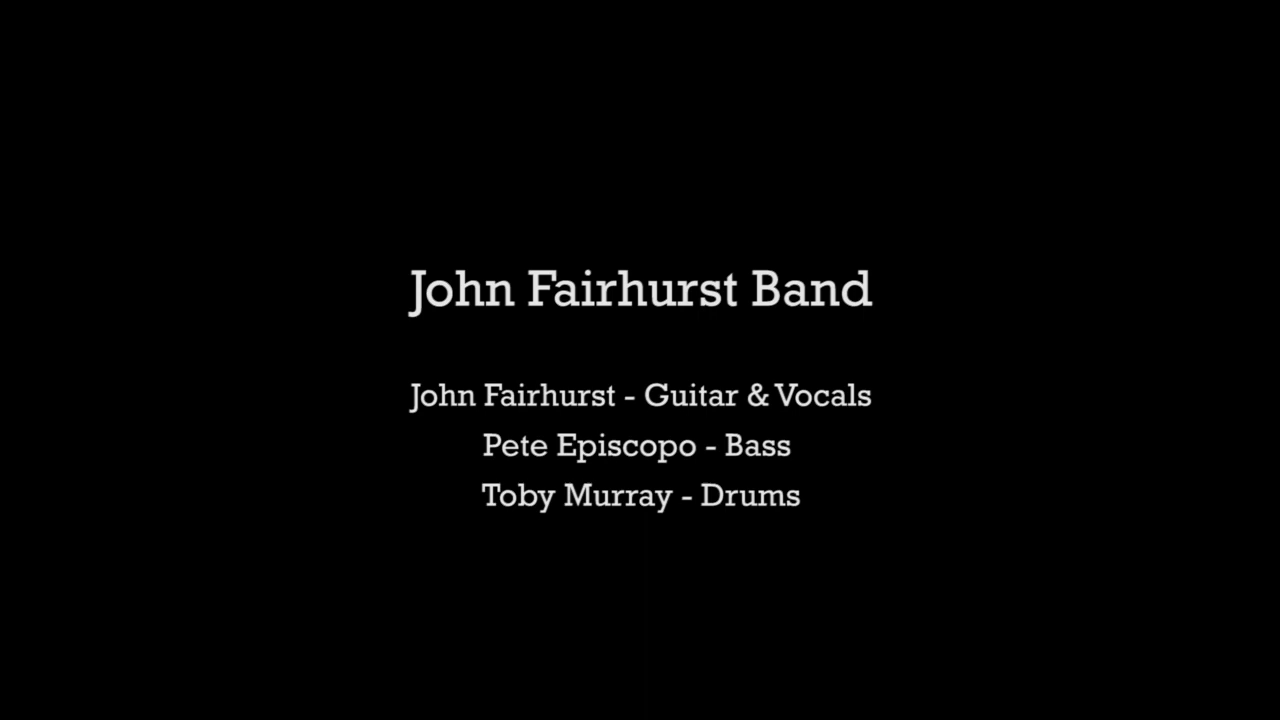 John Fairhurst Band
John Fairhurst - Guitar & Vocals
Pete Episcopo - Bass
Toby Murray - Drums